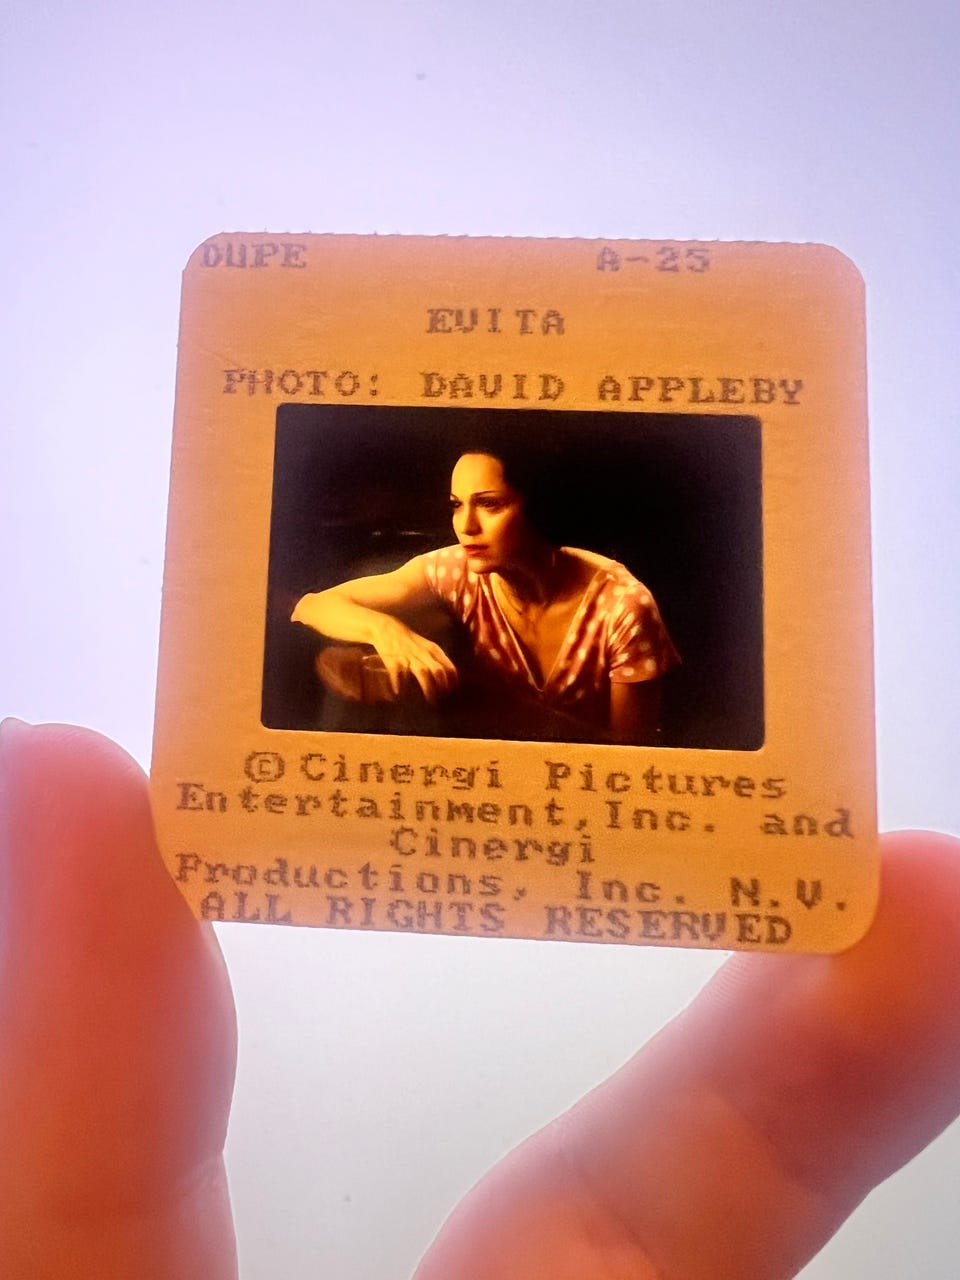 DUPE A-25
EVITA
PHOTO: DAVID APPLEBY
© Cinergi Pictures
Entertainment, Inc. and
Cinergi
Productions, Inc. N.V.
ALL RIGHTS RESERVED